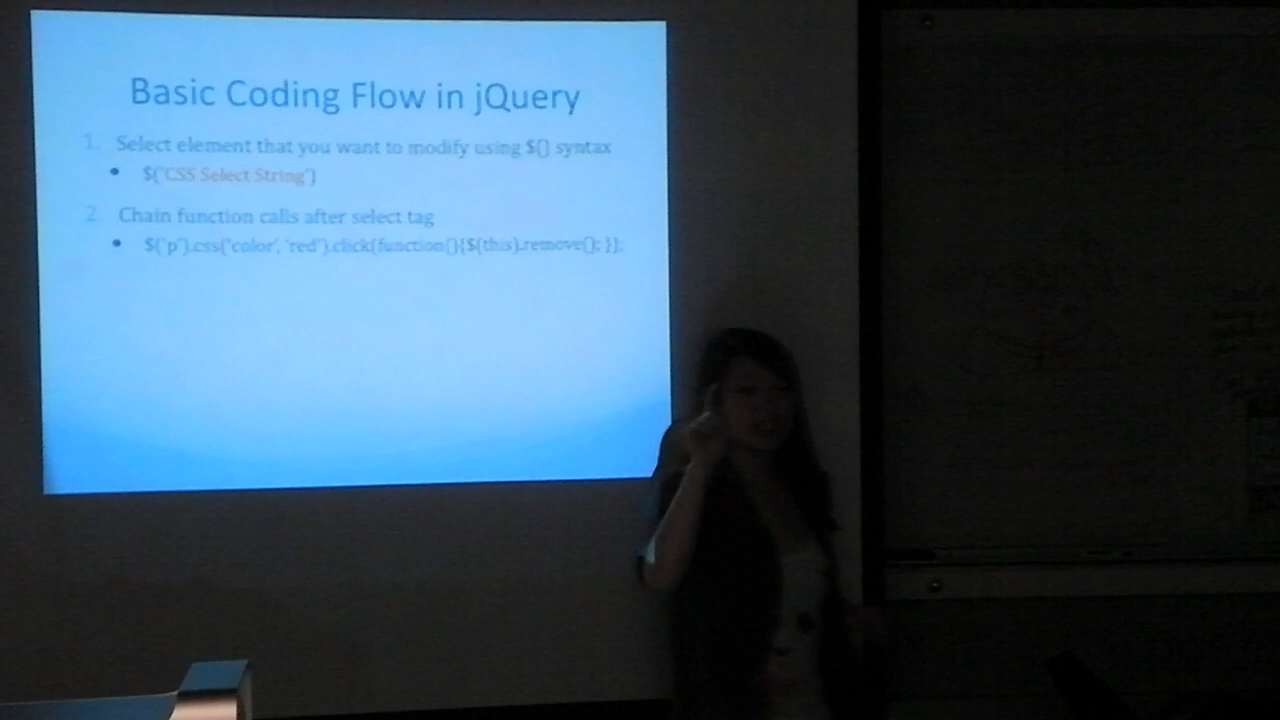 Basic Coding Flow in jQuery
1. Select element that you want to modify using $() syntax
• $('CSS Select String')
2. Chain function calls after select tag
• $('p').css('color', 'red').click(function(){$(this).remove(); });